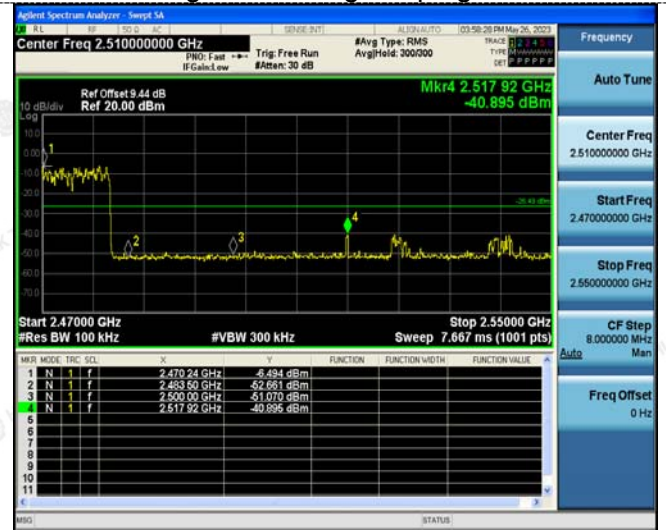 Agilent Spectrum Analyzer - Swept SA
RL RF 50 Ω AC SENSE:INT ALIGN AUTO 03:58:28 PM May 26, 2023
Center Freq 2.510000000 GHz
PNO: Fast
IFGain:Low
Trig: Free Run
#Atten: 30 dB
#Avg Type: RMS
Avg|Hold: 300/300
TRACE 1 2 3 4 5 6
TYPE
DET P P P P P P
Frequency
Mkr4 2.517 92 GHz
-40.895 dBm
Ref Offset 9.44 dB
10 dB/div Ref 20.00 dBm
Log
10.0
0.00
-10.0
-20.0
-30.0
-40.0
-50.0
-60.0
-70.0
1
2
3
4
Auto Tune
Center Freq
2.510000000 GHz
Start Freq
2.470000000 GHz
Stop Freq
2.550000000 GHz
CF Step
8.000000 MHz
Auto Man
Freq Offset
0 Hz
Start 2.47000 GHz Stop 2.55000 GHz
#Res BW 100 kHz #VBW 300 kHz Sweep 7.667 ms (1001 pts)
MKR MODE TRC SCL X Y FUNCTION FUNCTION WIDTH FUNCTION VALUE
1 N 1 f 2.470 24 GHz -6.494 dBm
2 N 1 f 2.483 50 GHz -52.661 dBm
3 N 1 f 2.500 00 GHz -51.070 dBm
4 N 1 f 2.517 92 GHz -40.895 dBm
5
6
7
8
9
10
11
MSG STATUS